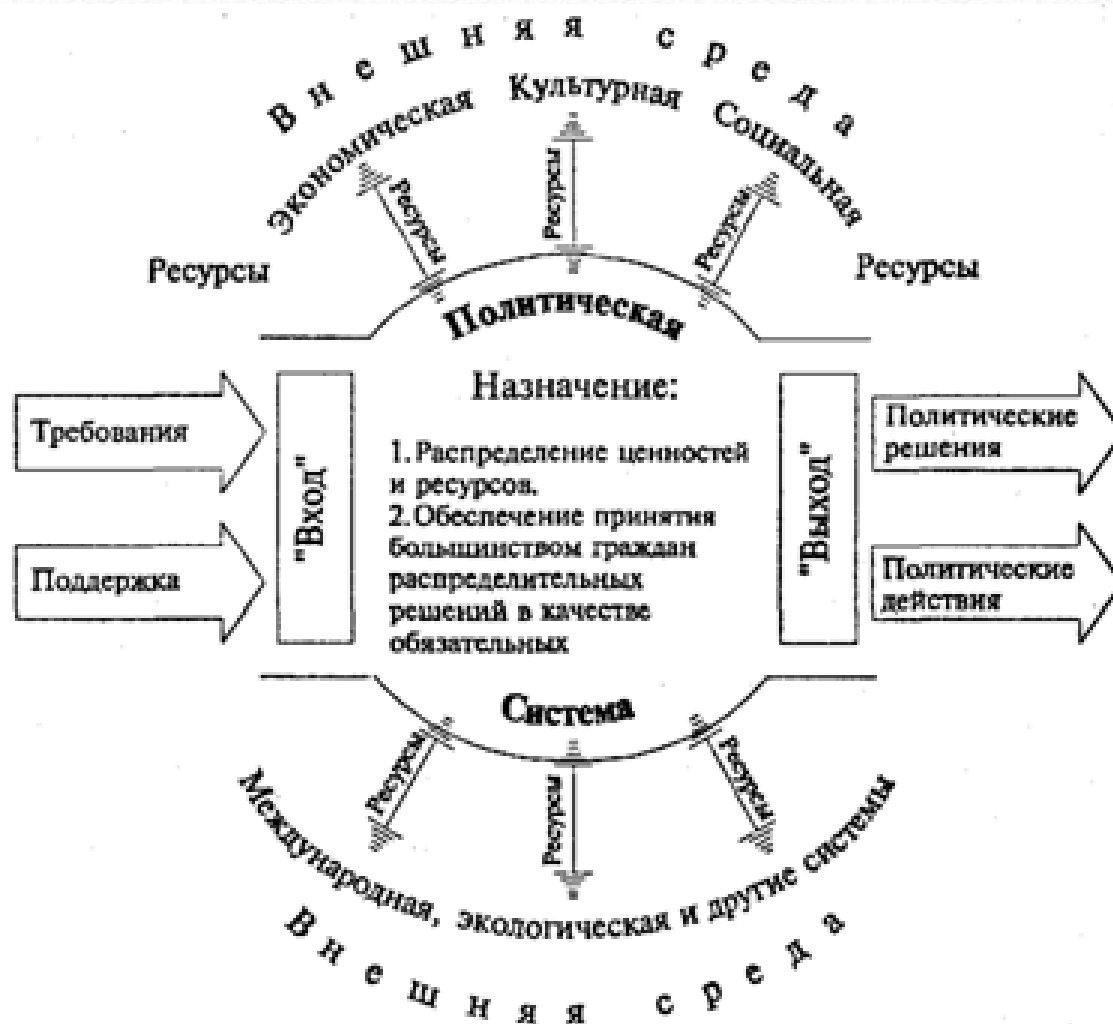 Внешняя среда
Экономическая Культурная Социальная
Ресурсы
Ресурсы
Ресурсы
Ресурсы
Ресурсы
Политическая
Требования
Поддержка
"Вход"
Назначение:
1. Распределение ценностей
и ресурсов.
2. Обеспечение принятия
большинством граждан
распределительных
решений в качестве
обязательных
"Выход"
Политические
решения
Политические
действия
Система
Ресурсы
Ресурсы
Ресурсы
Международная, экологическая и другие системы
Внешняя среда